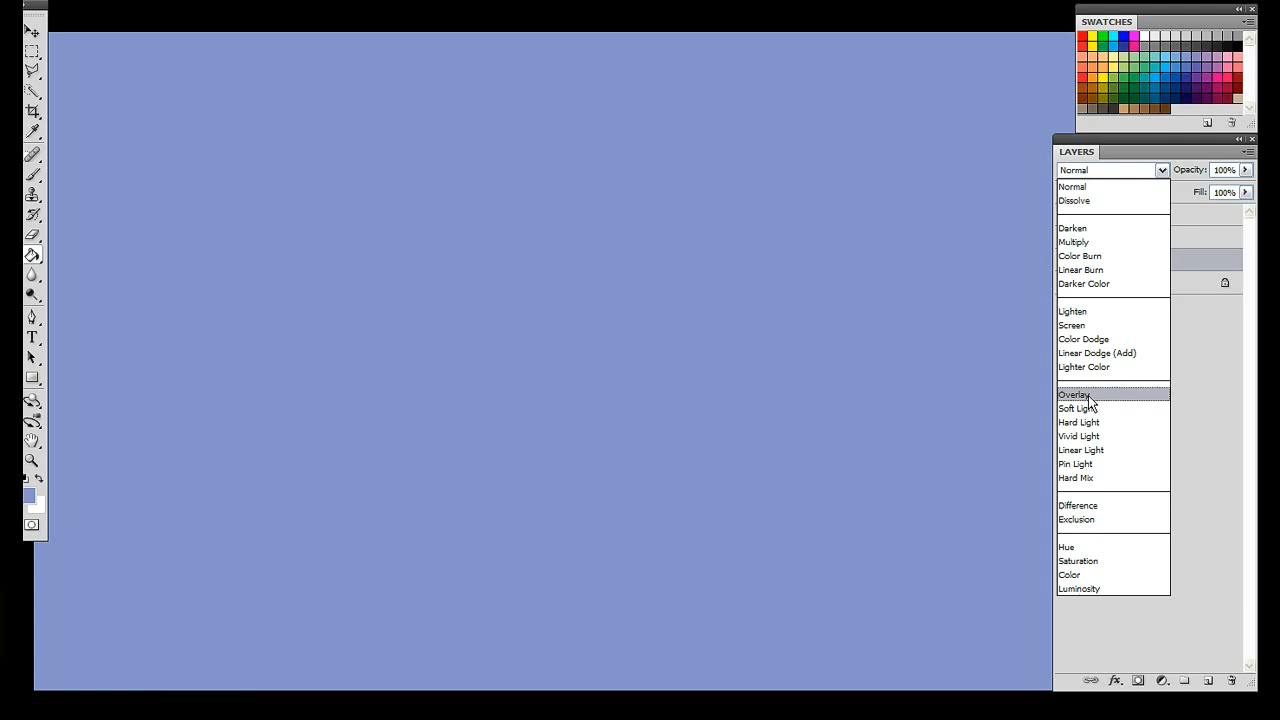 SWATCHES
LAYERS
Normal Opacity: 100%
Normal Fill: 100%
Dissolve
Darken
Multiply
Color Burn
Linear Burn
Darker Color
Lighten
Screen
Color Dodge
Linear Dodge (Add)
Lighter Color
Overlay
Soft Light
Hard Light
Vivid Light
Linear Light
Pin Light
Hard Mix
Difference
Exclusion
Hue
Saturation
Color
Luminosity
fx.